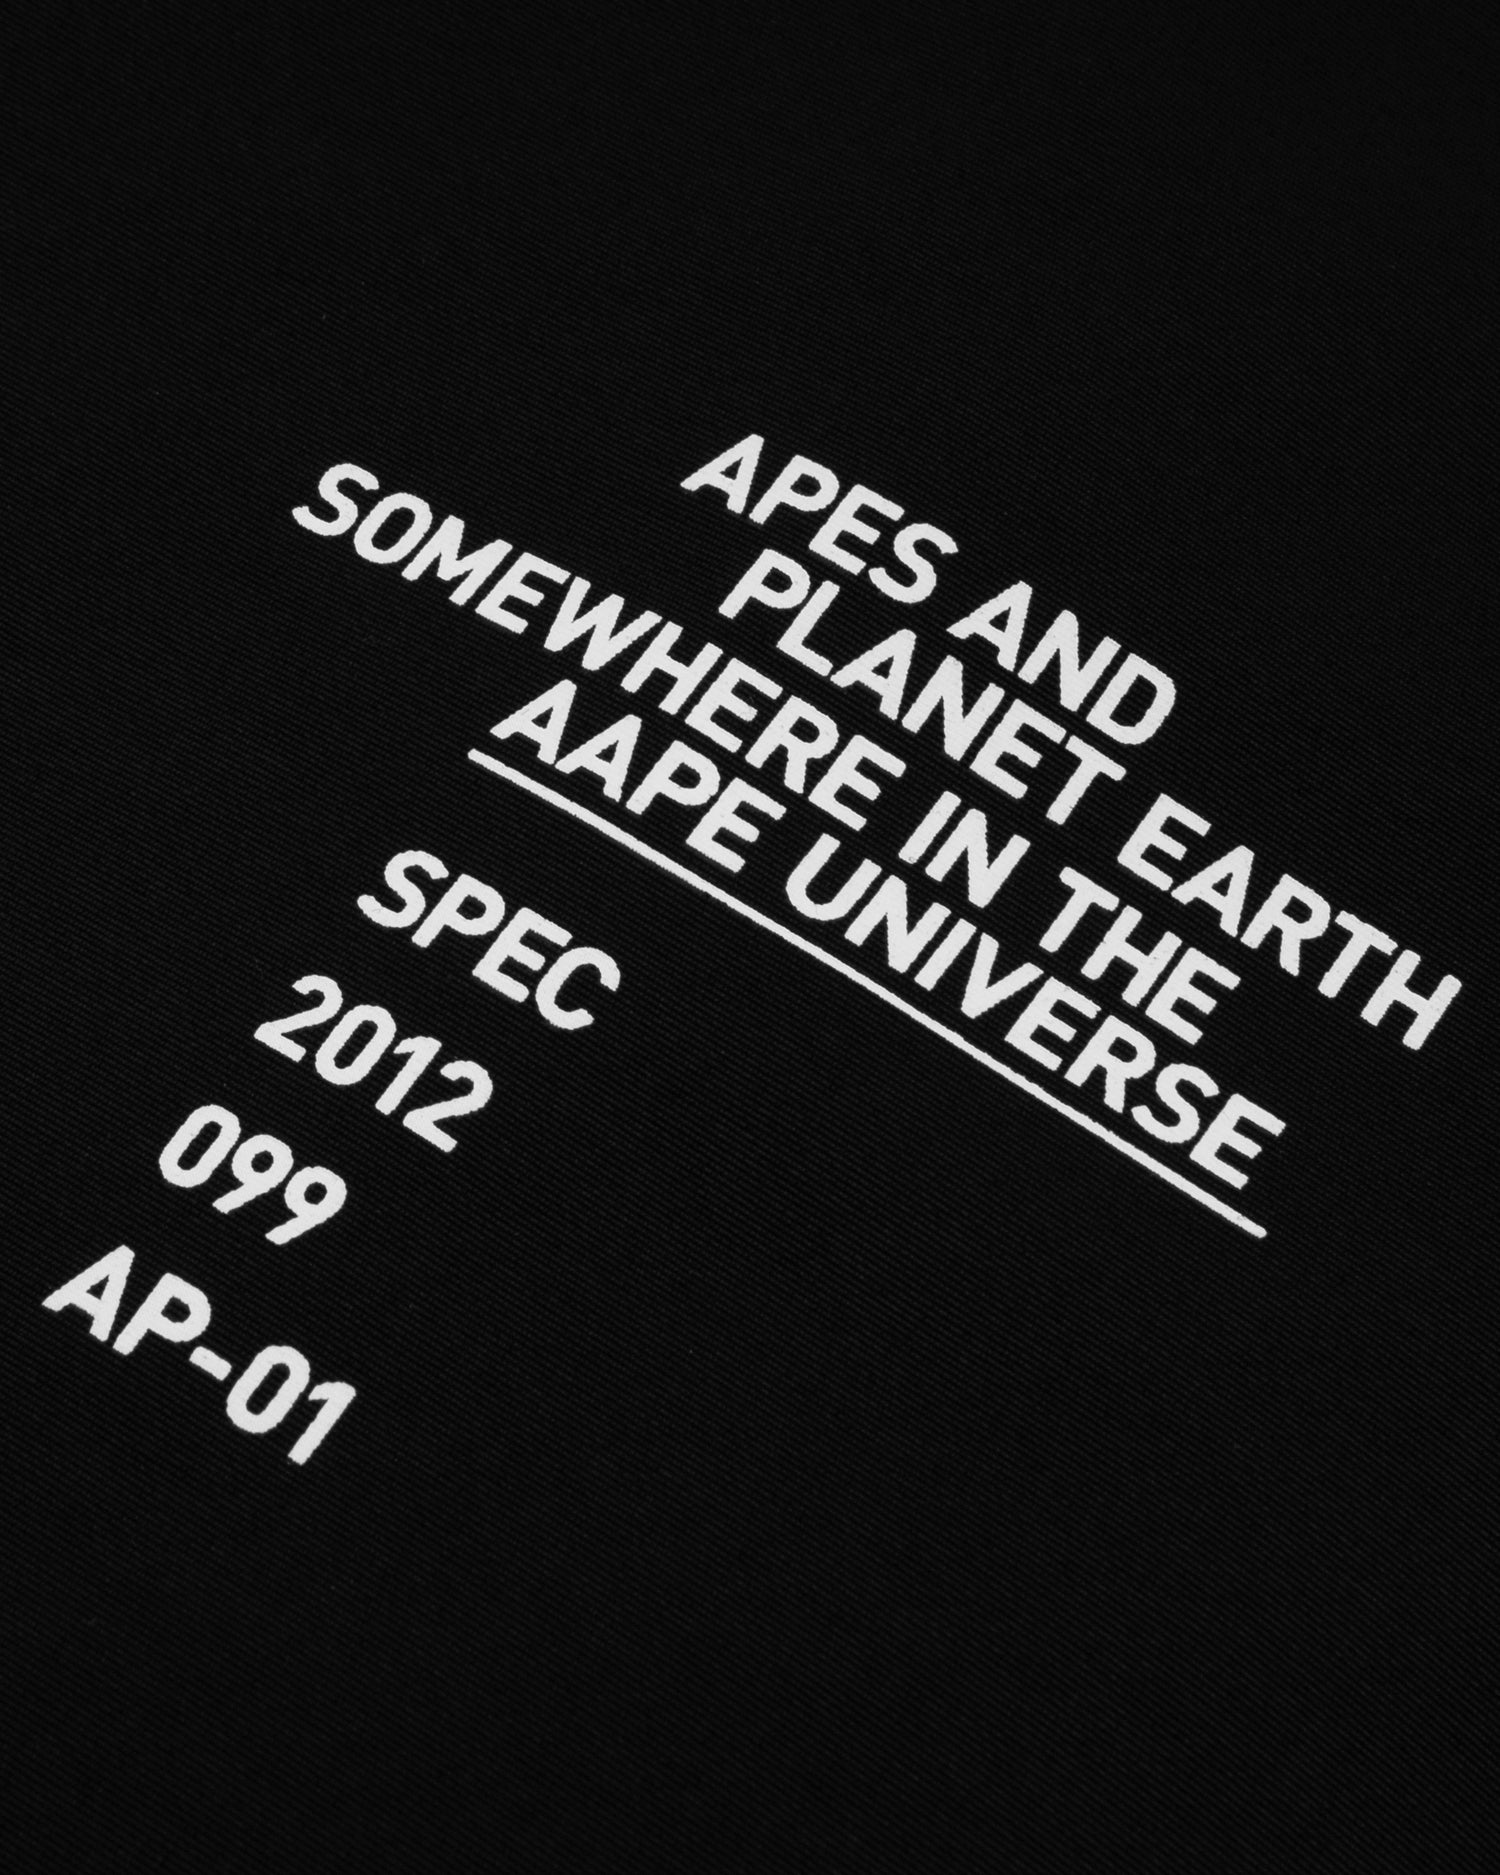 APES AND
PLANET EARTH
SOMEWHERE IN THE
AAPE UNIVERSE
SPEC
2012
099
AP-01